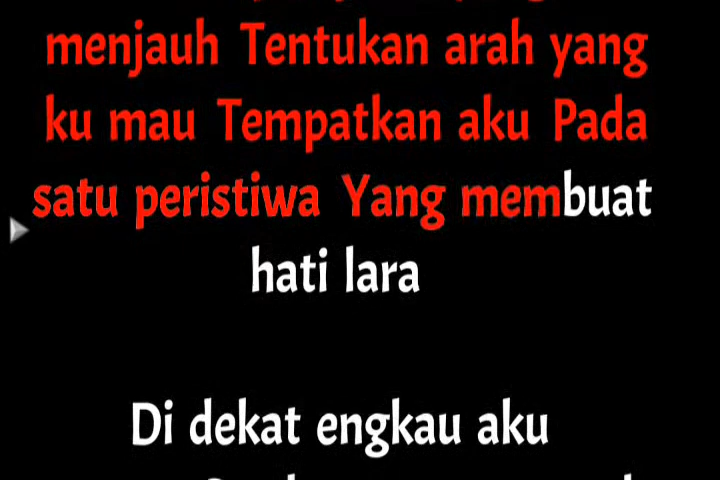 menjauh Tentukan arah yang
ku mau Tempatkan aku Pada
satu peristiwa Yang membuat
hati lara
Di dekat engkau aku